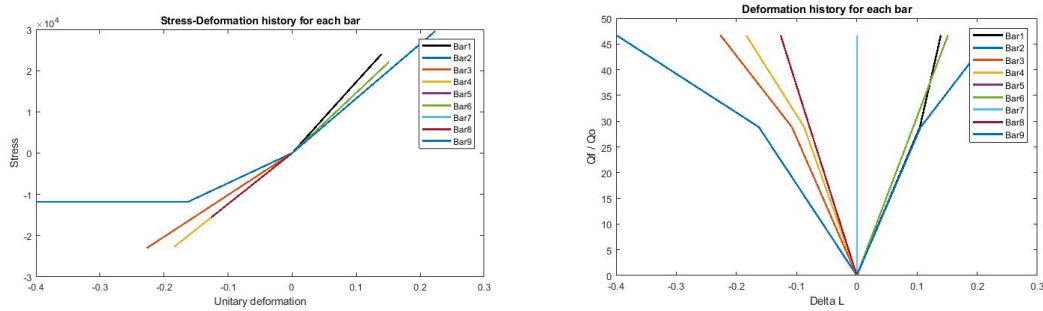 Stress-Deformation history for each bar
×10⁴
3
2
1
0
-1
-2
-3
-0.4 -0.3 -0.2 -0.1 0 0.1 0.2 0.3
Stress
Unitary deformation
Bar1
Bar2
Bar3
Bar4
Bar5
Bar6
Bar7
Bar8
Bar9
Deformation history for each bar
50
45
40
35
30
25
20
15
10
5
0
-0.4 -0.3 -0.2 -0.1 0 0.1 0.2 0.3
Qf / Qo
Delta L
Bar1
Bar2
Bar3
Bar4
Bar5
Bar6
Bar7
Bar8
Bar9